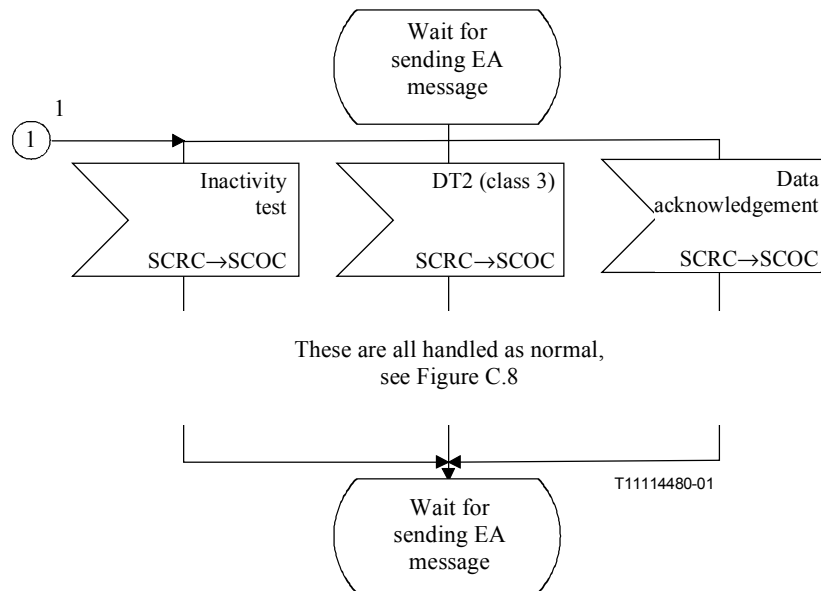 Wait for
sending EA
message
1
1
Inactivity
test
SCRC→SCOC
DT2 (class 3)
SCRC→SCOC
Data
acknowledgement
SCRC→SCOC
These are all handled as normal,
see Figure C.8
T11114480-01
Wait for
sending EA
message